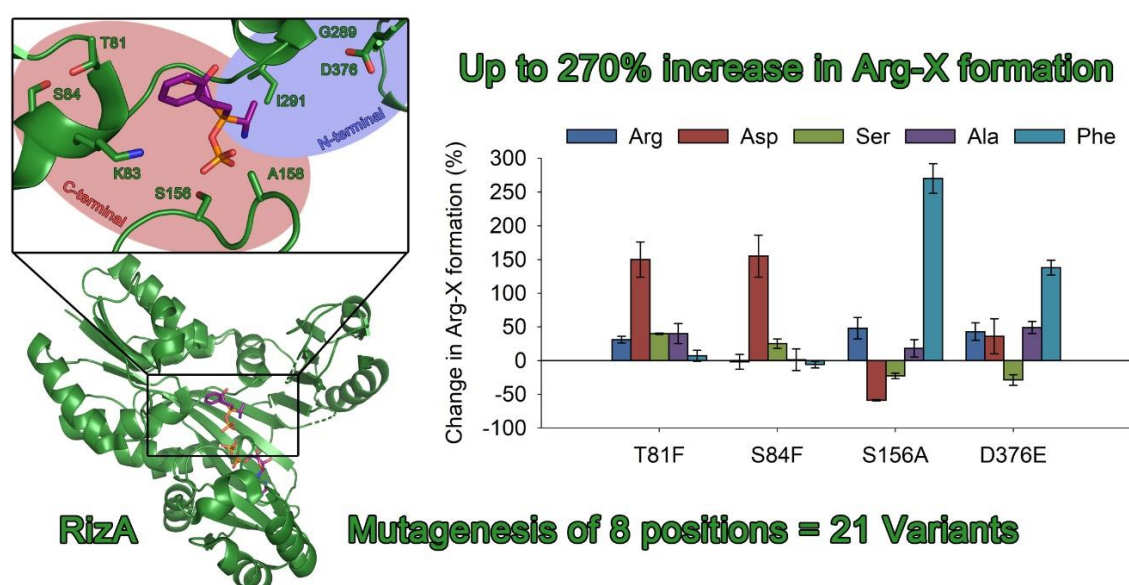 T81
G289
D376
S84
I291
N-terminal
K83
A158
S156
C-terminal
Up to 270% increase in Arg-X formation
Arg Asp Ser Ala Phe
Change in Arg-X formation (%)
300
250
200
150
100
50
0
-50
-100
T81F S84F S156A D376E
RizA
Mutagenesis of 8 positions = 21 Variants